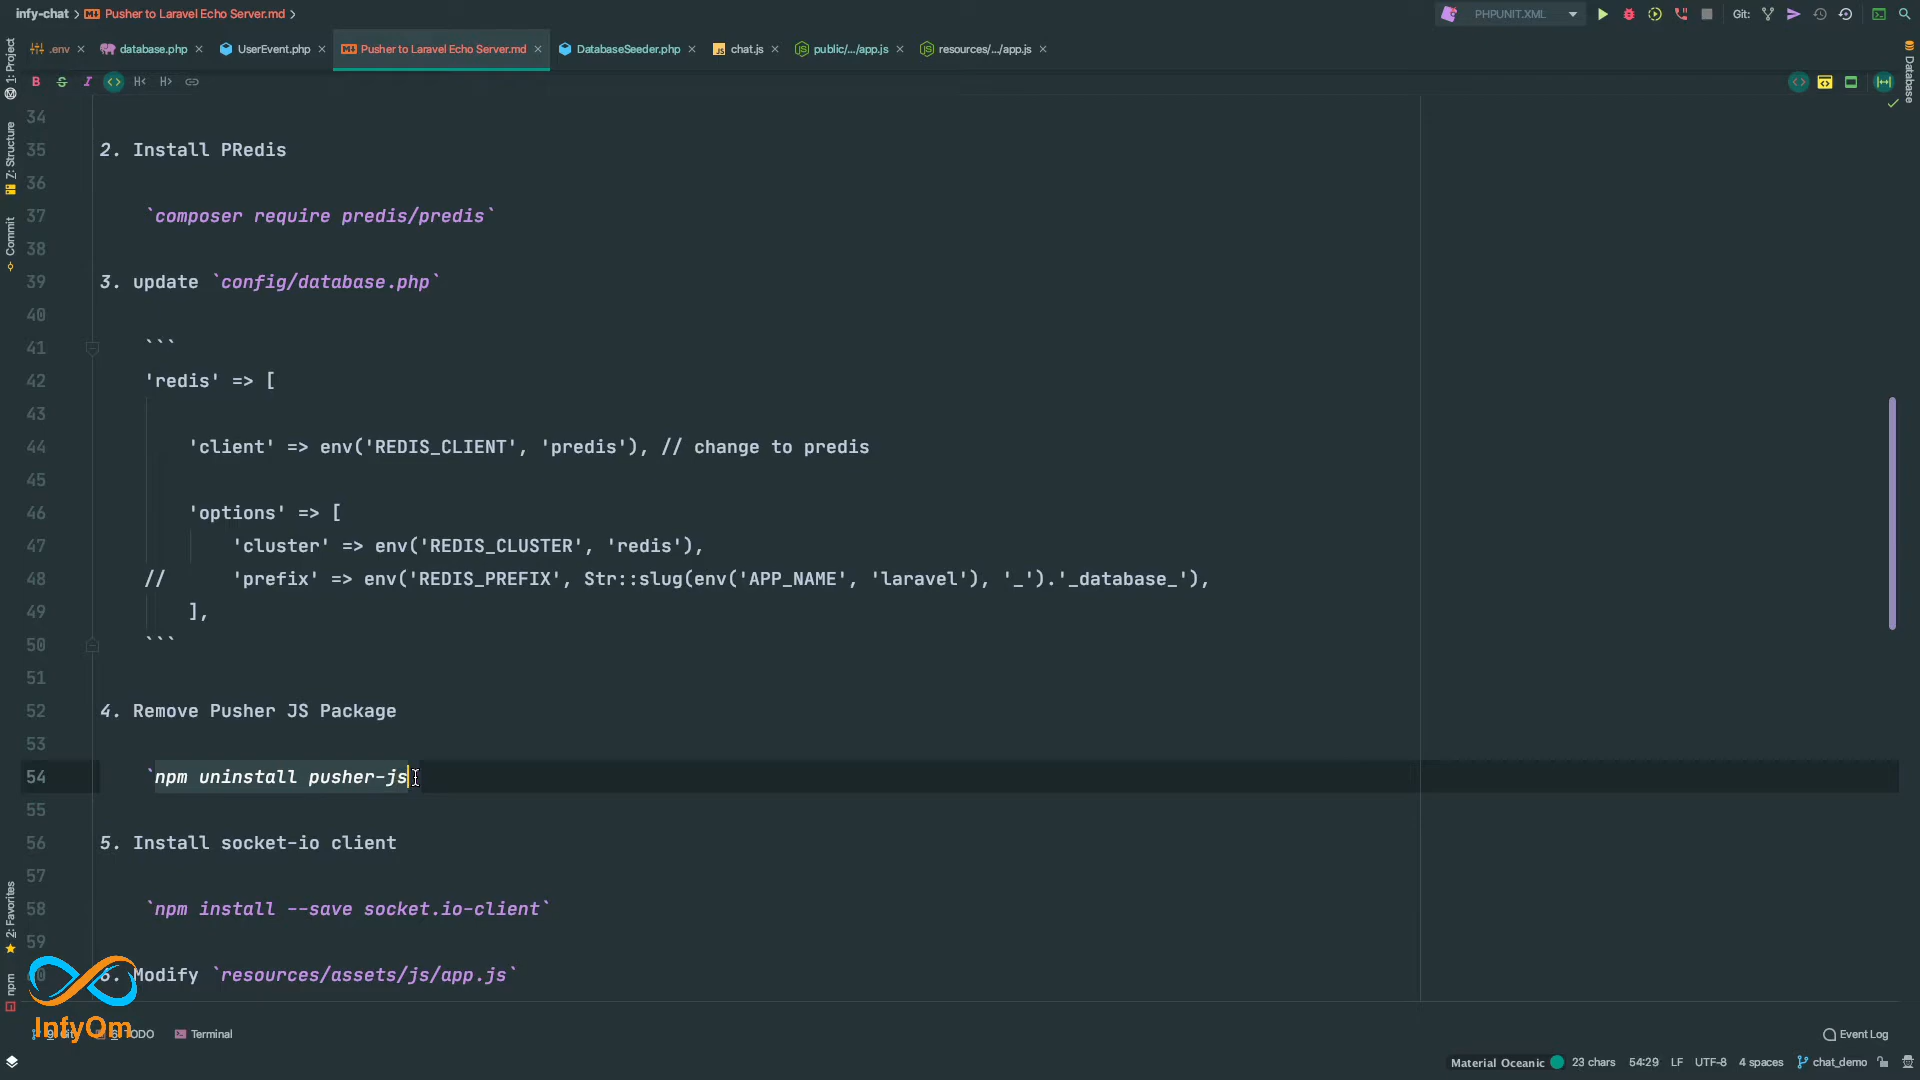 infy-chat > Pusher to Laravel Echo Server.md >
PHPUNIT.XML
Git:
.env
database.php
UserEvent.php
Pusher to Laravel Echo Server.md
DatabaseSeeder.php
chat.js
public/.../app.js
resources/.../app.js
1: Project
Z: Structure
Commit
2: Favorites
npm
Database
B S I <> H< H>
34
35 2. Install PRedis
36
37 `composer require predis/predis`
38
39 3. update `config/database.php`
40
41 ```
42 'redis' => [
43
44 'client' => env('REDIS_CLIENT', 'predis'), // change to predis
45
46 'options' => [
47 'cluster' => env('REDIS_CLUSTER', 'redis'),
48 // 'prefix' => env('REDIS_PREFIX', Str::slug(env('APP_NAME', 'laravel'), '_').'_database_'),
49 ],
50 ```
51
52 4. Remove Pusher JS Package
53
54 `npm uninstall pusher-js
55
56 5. Install socket-io client
57
58 `npm install --save socket.io-client`
59
6. Modify `resources/assets/js/app.js`
InfyOm
TODO
Terminal
Event Log
Material Oceanic
23 chars
54:29
LF
UTF-8
4 spaces
chat_demo